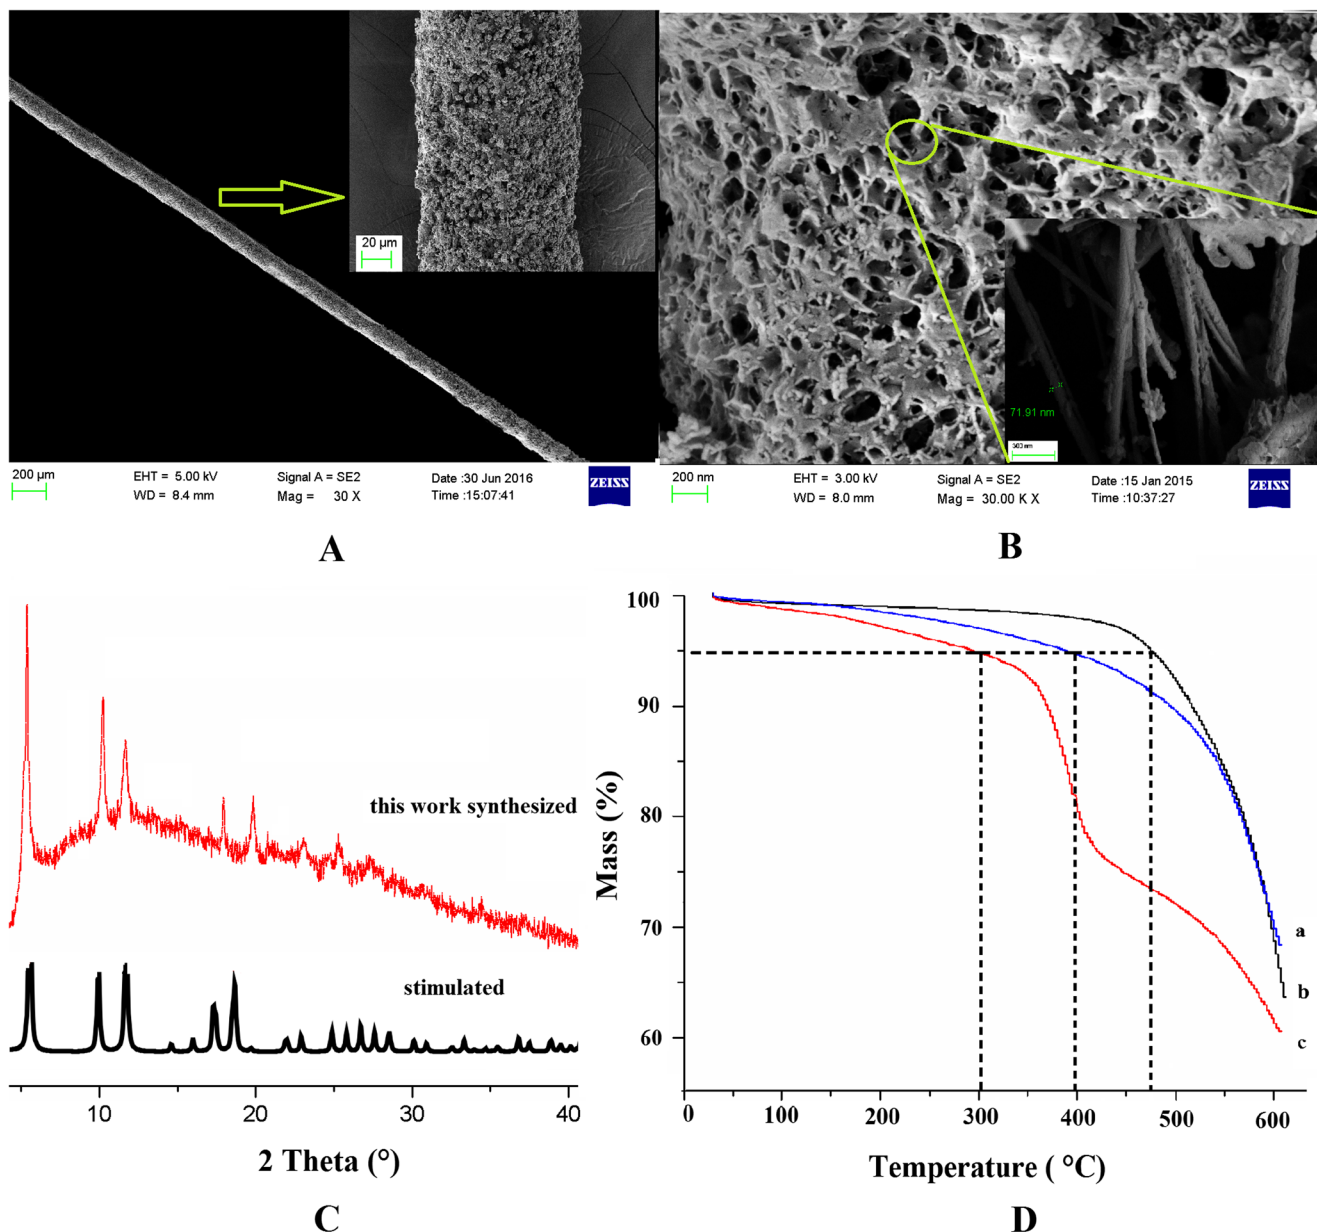 20 µm
200 µm
EHT = 5.00 kV
WD = 8.4 mm
Signal A = SE2
Mag = 30 X
Date :30 Jun 2016
Time :15:07:41
ZEISS
A
71.91 nm
200 nm
EHT = 3.00 kV
WD = 8.0 mm
Signal A = SE2
Mag = 30.00 K X
Date :15 Jan 2015
Time :10:37:27
ZEISS
B
this work synthesized
stimulated
10
20
30
40
2 Theta (°)
C
100
90
80
70
60
Mass (%)
a
b
c
0
100
200
300
400
500
600
Temperature ( °C)
D